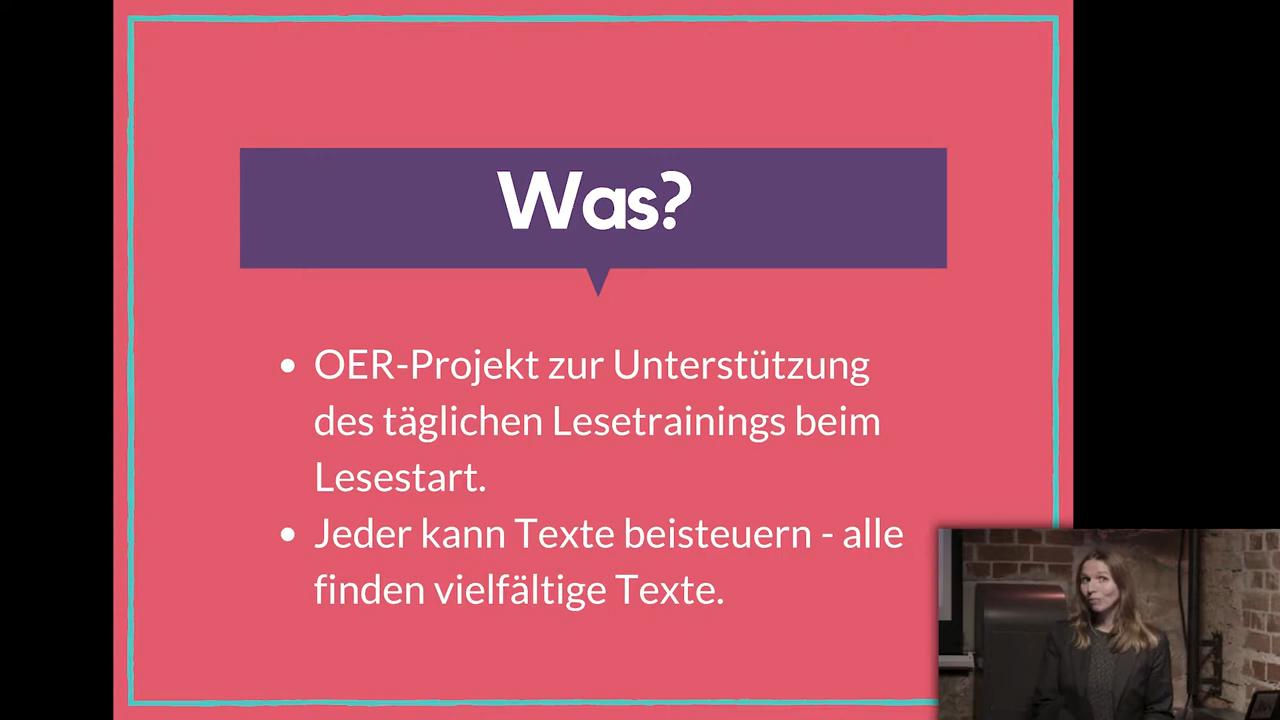 Was?
• OER-Projekt zur Unterstützung
des täglichen Lesetrainings beim
Lesestart.
• Jeder kann Texte beisteuern - alle
finden vielfältige Texte.